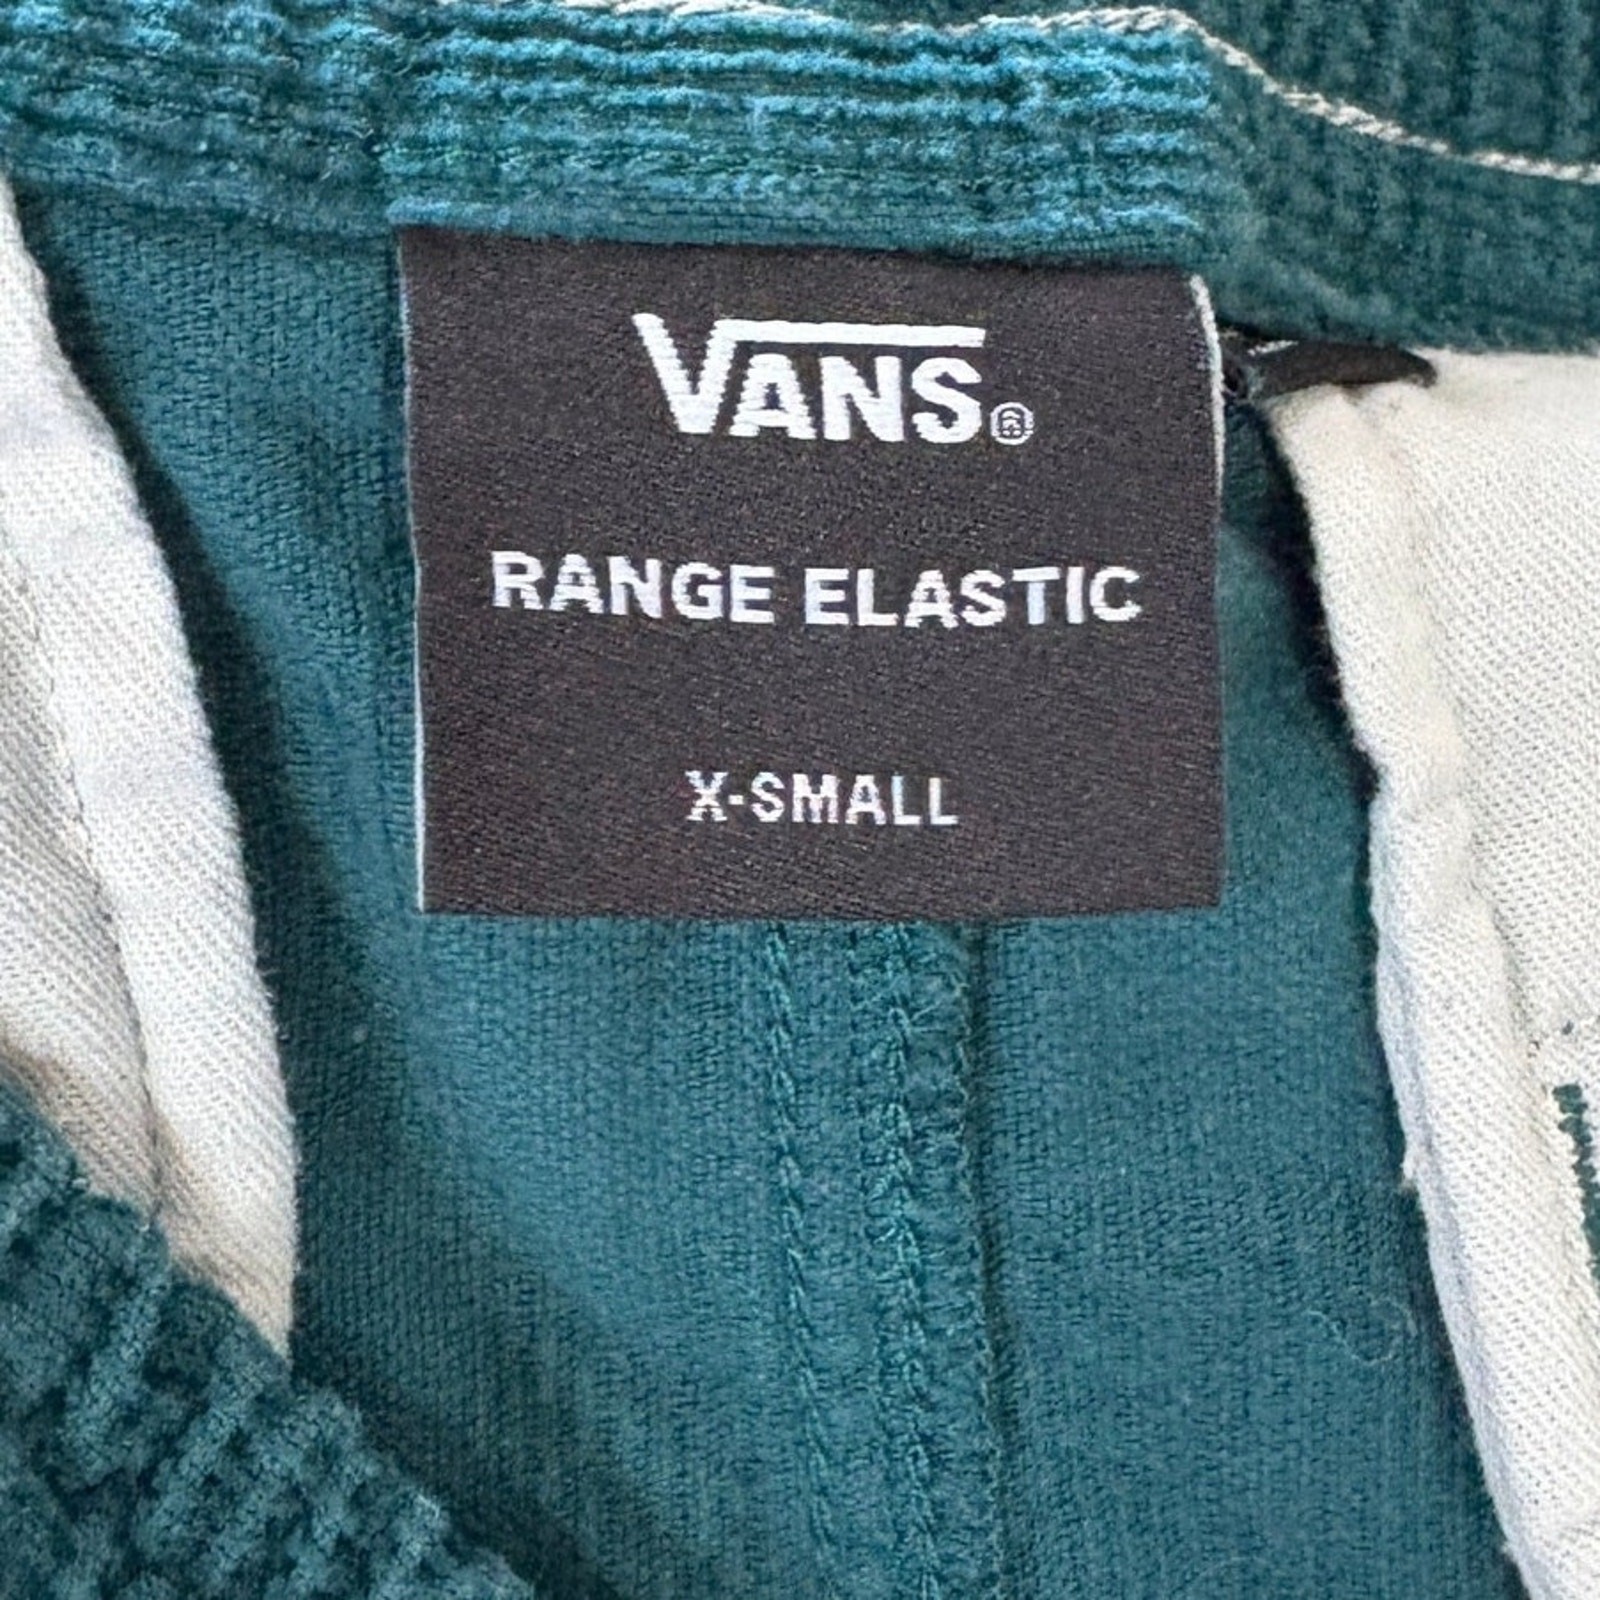 VANS®
RANGE ELASTIC
X-SMALL